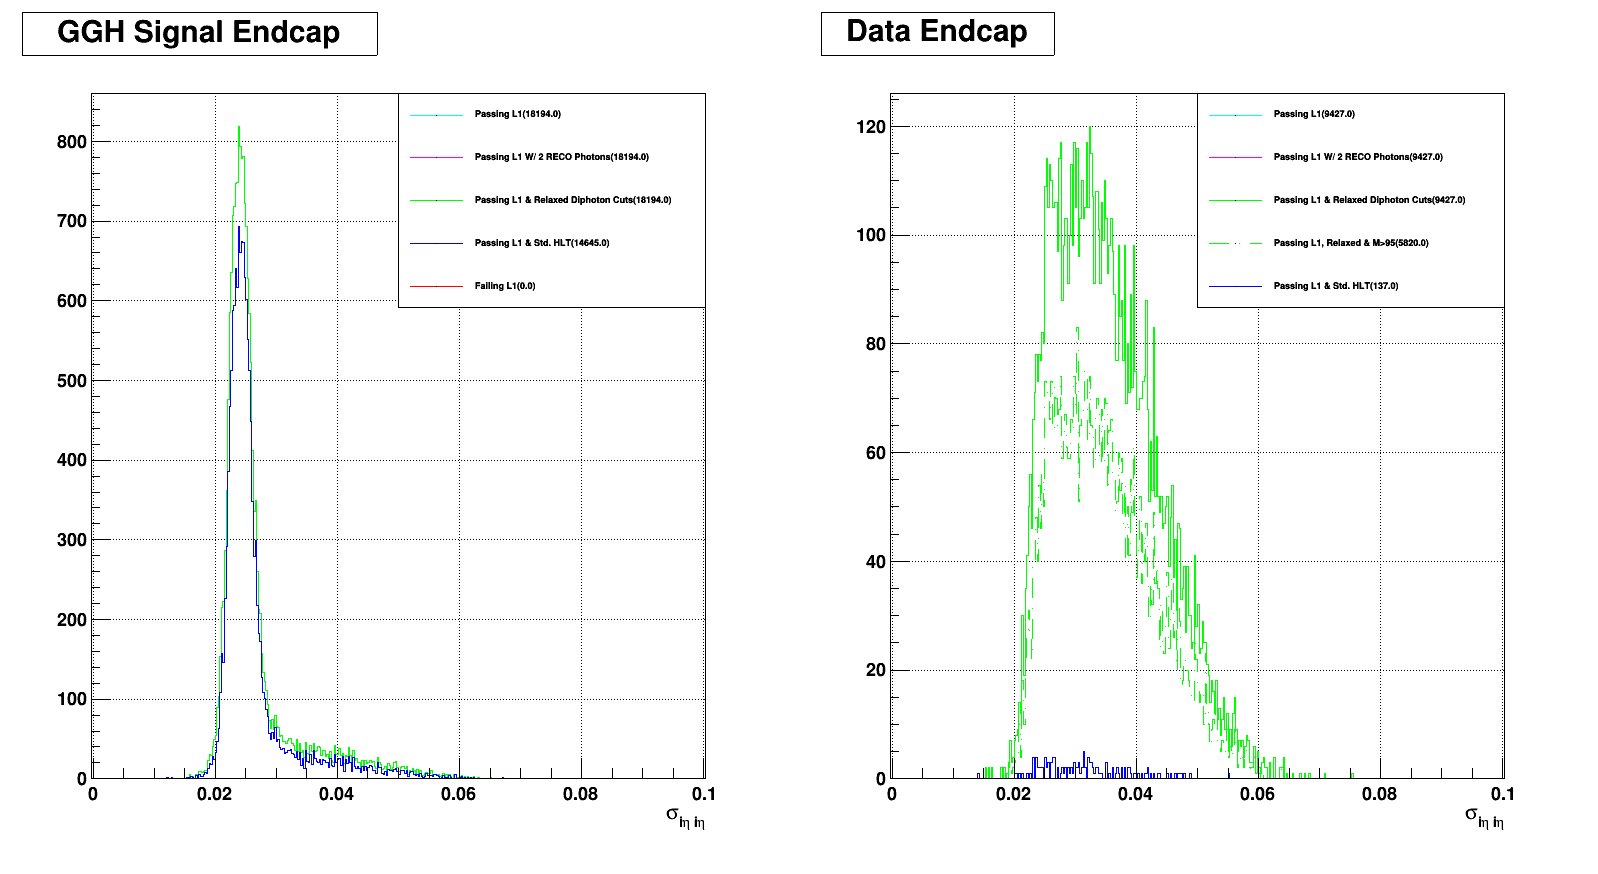 GGH Signal Endcap
Passing L1(18194.0)
Passing L1 W/ 2 RECO Photons(18194.0)
Passing L1 & Relaxed Diphoton Cuts(18194.0)
Passing L1 & Std. HLT(14645.0)
Failing L1(0.0)
800
700
600
500
400
300
200
100
0
0 0.02 0.04 0.06 0.08 0.1
σiη iη
Data Endcap
Passing L1(9427.0)
Passing L1 W/ 2 RECO Photons(9427.0)
Passing L1 & Relaxed Diphoton Cuts(9427.0)
Passing L1, Relaxed & M>95(5820.0)
Passing L1 & Std. HLT(137.0)
120
100
80
60
40
20
0
0 0.02 0.04 0.06 0.08 0.1
σiη iη